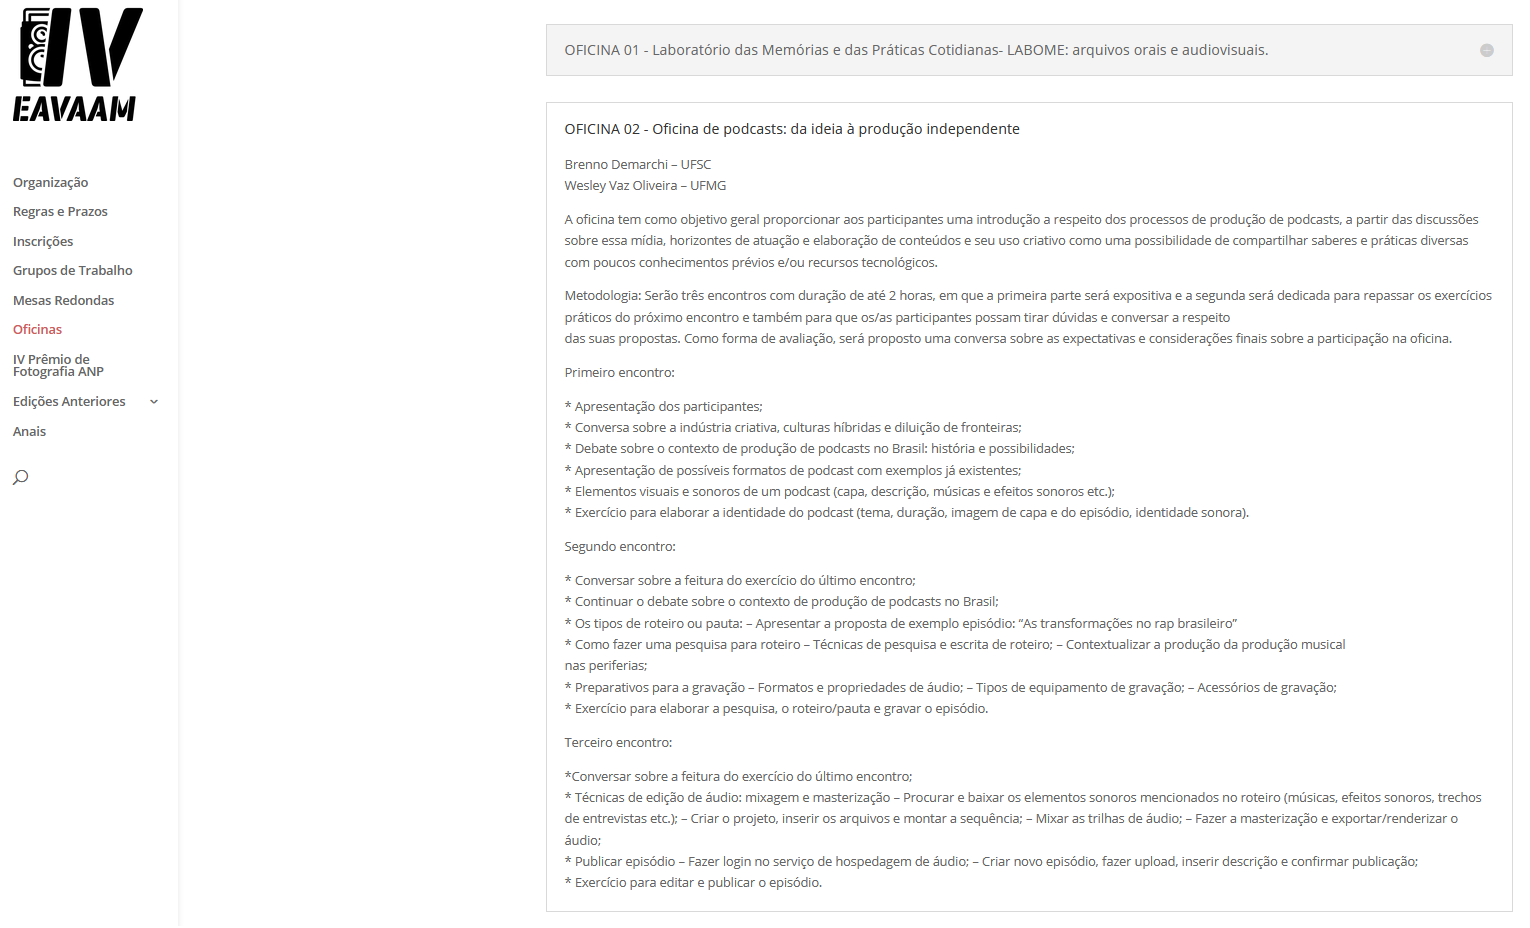 IV
EAVAAM
Organização
Regras e Prazos
Inscrições
Grupos de Trabalho
Mesas Redondas
Oficinas
IV Prêmio de
Fotografia ANP
Edições Anteriores
Anais
OFICINA 01 - Laboratório das Memórias e das Práticas Cotidianas- LABOME: arquivos orais e audiovisuais.
OFICINA 02 - Oficina de podcasts: da ideia à produção independente
Brenno Demarchi – UFSC
Wesley Vaz Oliveira – UFMG
A oficina tem como objetivo geral proporcionar aos participantes uma introdução a respeito dos processos de produção de podcasts, a partir das discussões
sobre essa mídia, horizontes de atuação e elaboração de conteúdos e seu uso criativo como uma possibilidade de compartilhar saberes e práticas diversas
com poucos conhecimentos prévios e/ou recursos tecnológicos.
Metodologia: Serão três encontros com duração de até 2 horas, em que a primeira parte será expositiva e a segunda será dedicada para repassar os exercícios
práticos do próximo encontro e também para que os/as participantes possam tirar dúvidas e conversar a respeito
das suas propostas. Como forma de avaliação, será proposto uma conversa sobre as expectativas e considerações finais sobre a participação na oficina.
Primeiro encontro:
* Apresentação dos participantes;
* Conversa sobre a indústria criativa, culturas híbridas e diluição de fronteiras;
* Debate sobre o contexto de produção de podcasts no Brasil: história e possibilidades;
* Apresentação de possíveis formatos de podcast com exemplos já existentes;
* Elementos visuais e sonoros de um podcast (capa, descrição, músicas e efeitos sonoros etc.);
* Exercício para elaborar a identidade do podcast (tema, duração, imagem de capa e do episódio, identidade sonora).
Segundo encontro:
* Conversar sobre a feitura do exercício do último encontro;
* Continuar o debate sobre o contexto de produção de podcasts no Brasil;
* Os tipos de roteiro ou pauta: – Apresentar a proposta de exemplo episódio: “As transformações no rap brasileiro”
* Como fazer uma pesquisa para roteiro – Técnicas de pesquisa e escrita de roteiro; – Contextualizar a produção da produção musical
nas periferias;
* Preparativos para a gravação – Formatos e propriedades de áudio; – Tipos de equipamento de gravação; – Acessórios de gravação;
* Exercício para elaborar a pesquisa, o roteiro/pauta e gravar o episódio.
Terceiro encontro:
*Conversar sobre a feitura do exercício do último encontro;
* Técnicas de edição de áudio: mixagem e masterização – Procurar e baixar os elementos sonoros mencionados no roteiro (músicas, efeitos sonoros, trechos
de entrevistas etc.); – Criar o projeto, inserir os arquivos e montar a sequência; – Mixar as trilhas de áudio; – Fazer a masterização e exportar/renderizar o
áudio;
* Publicar episódio – Fazer login no serviço de hospedagem de áudio; – Criar novo episódio, fazer upload, inserir descrição e confirmar publicação;
* Exercício para editar e publicar o episódio.